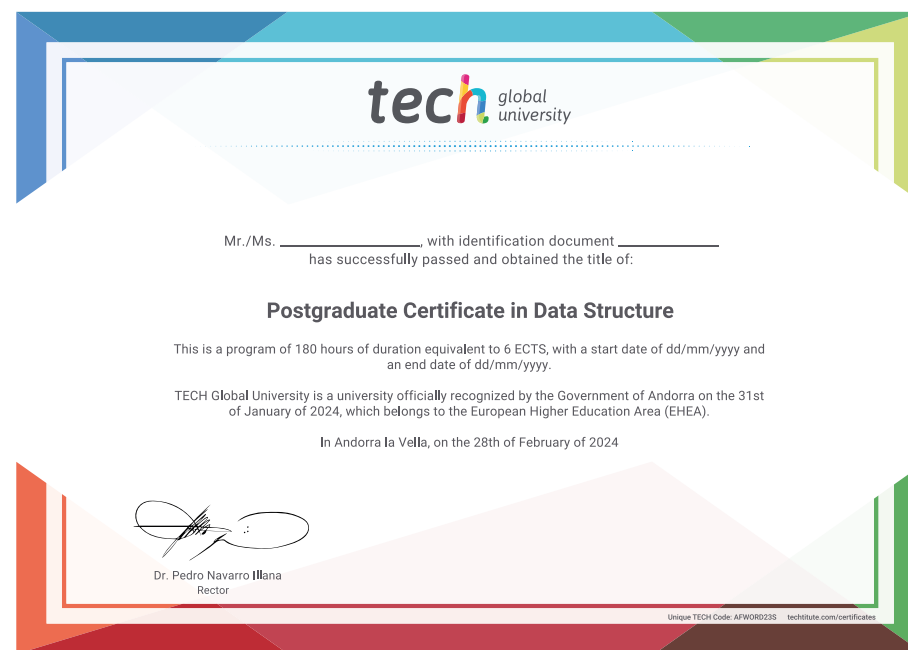 tech global
university
Mr./Ms. ____________, with identification document ____________
has successfully passed and obtained the title of:
Postgraduate Certificate in Data Structure
This is a program of 180 hours of duration equivalent to 6 ECTS, with a start date of dd/mm/yyyy and
an end date of dd/mm/yyyy.
TECH Global University is a university officially recognized by the Government of Andorra on the 31st
of January of 2024, which belongs to the European Higher Education Area (EHEA).
In Andorra la Vella, on the 28th of February of 2024
Dr. Pedro Navarro Illana
Rector
Unique TECH Code: AFWORD23S techtitute.com/certificates